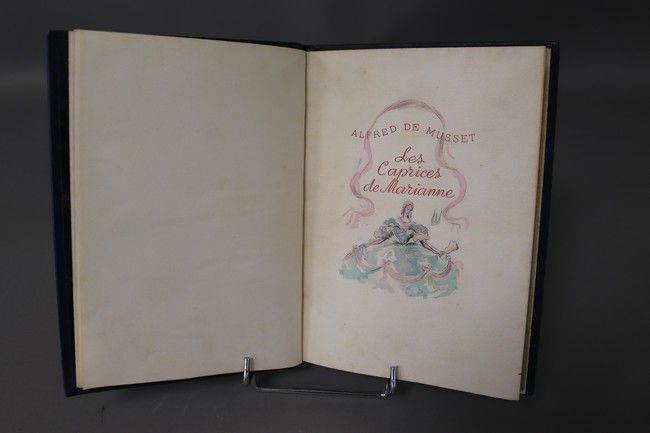 ALFRED DE MUSSET
Les
Caprices
de Marianne